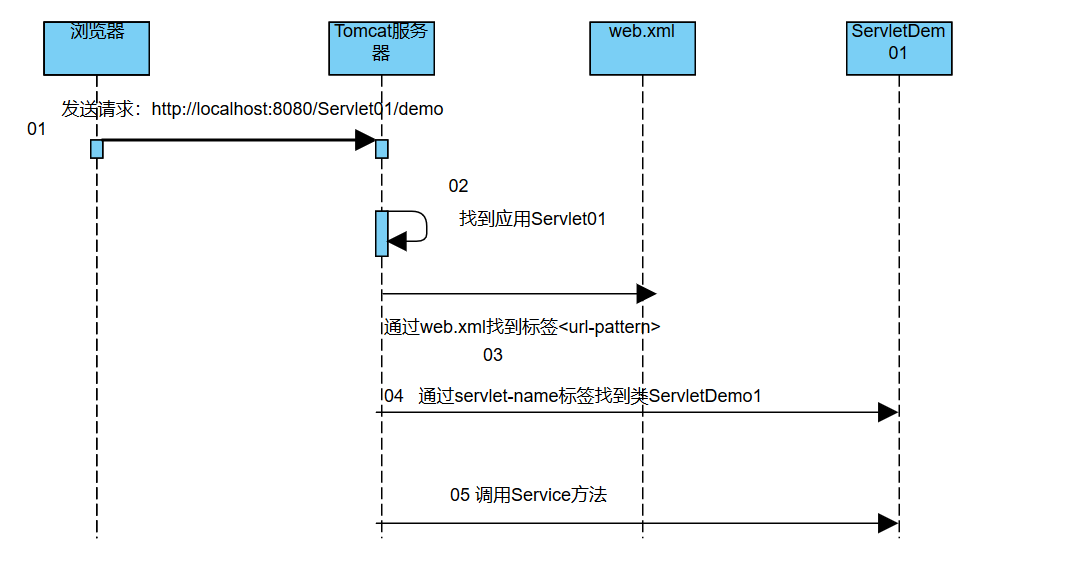 浏览器
Tomcat服务
器
web.xml
ServletDem
01
发送请求：http://localhost:8080/Servlet01/demo
01
02
找到应用Servlet01
通过web.xml找到标签<url-pattern>
03
04 通过servlet-name标签找到类ServletDemo1
05 调用Service方法